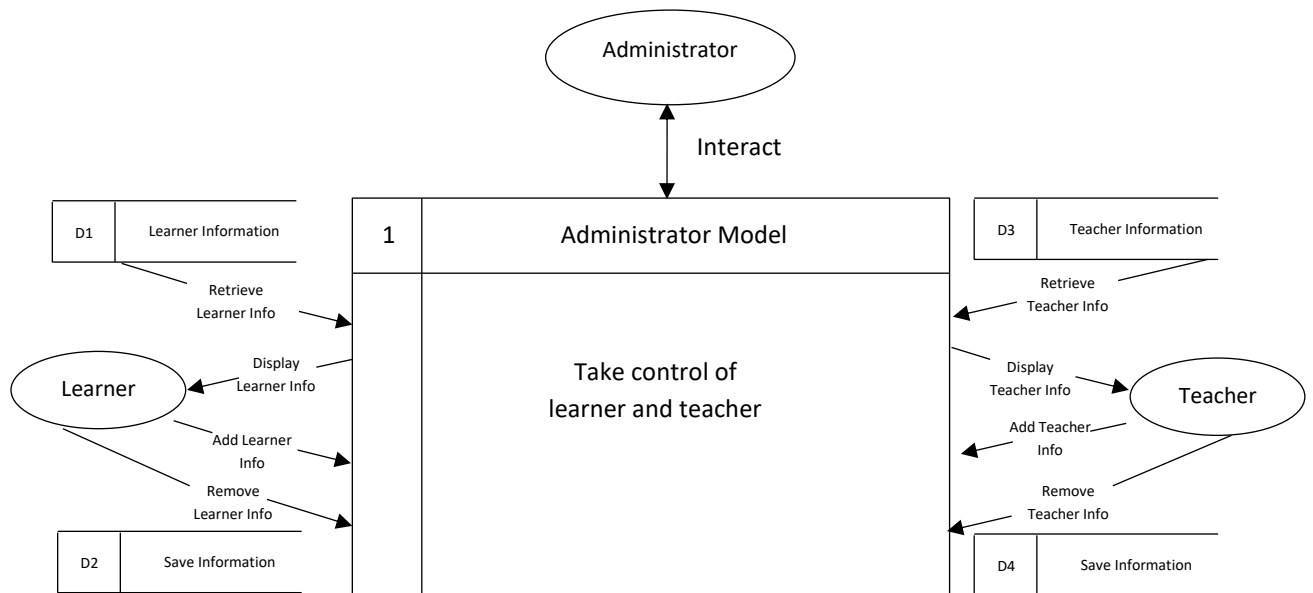 Administrator
Interact
D1
Learner Information
1
Administrator Model
D3
Teacher Information
Retrieve
Learner Info
Retrieve
Teacher Info
Display
Learner Info
Learner
Take control of
learner and teacher
Display
Teacher Info
Teacher
Add Learner
Info
Add Teacher
Info
Remove
Learner Info
Remove
Teacher Info
D2
Save Information
D4
Save Information